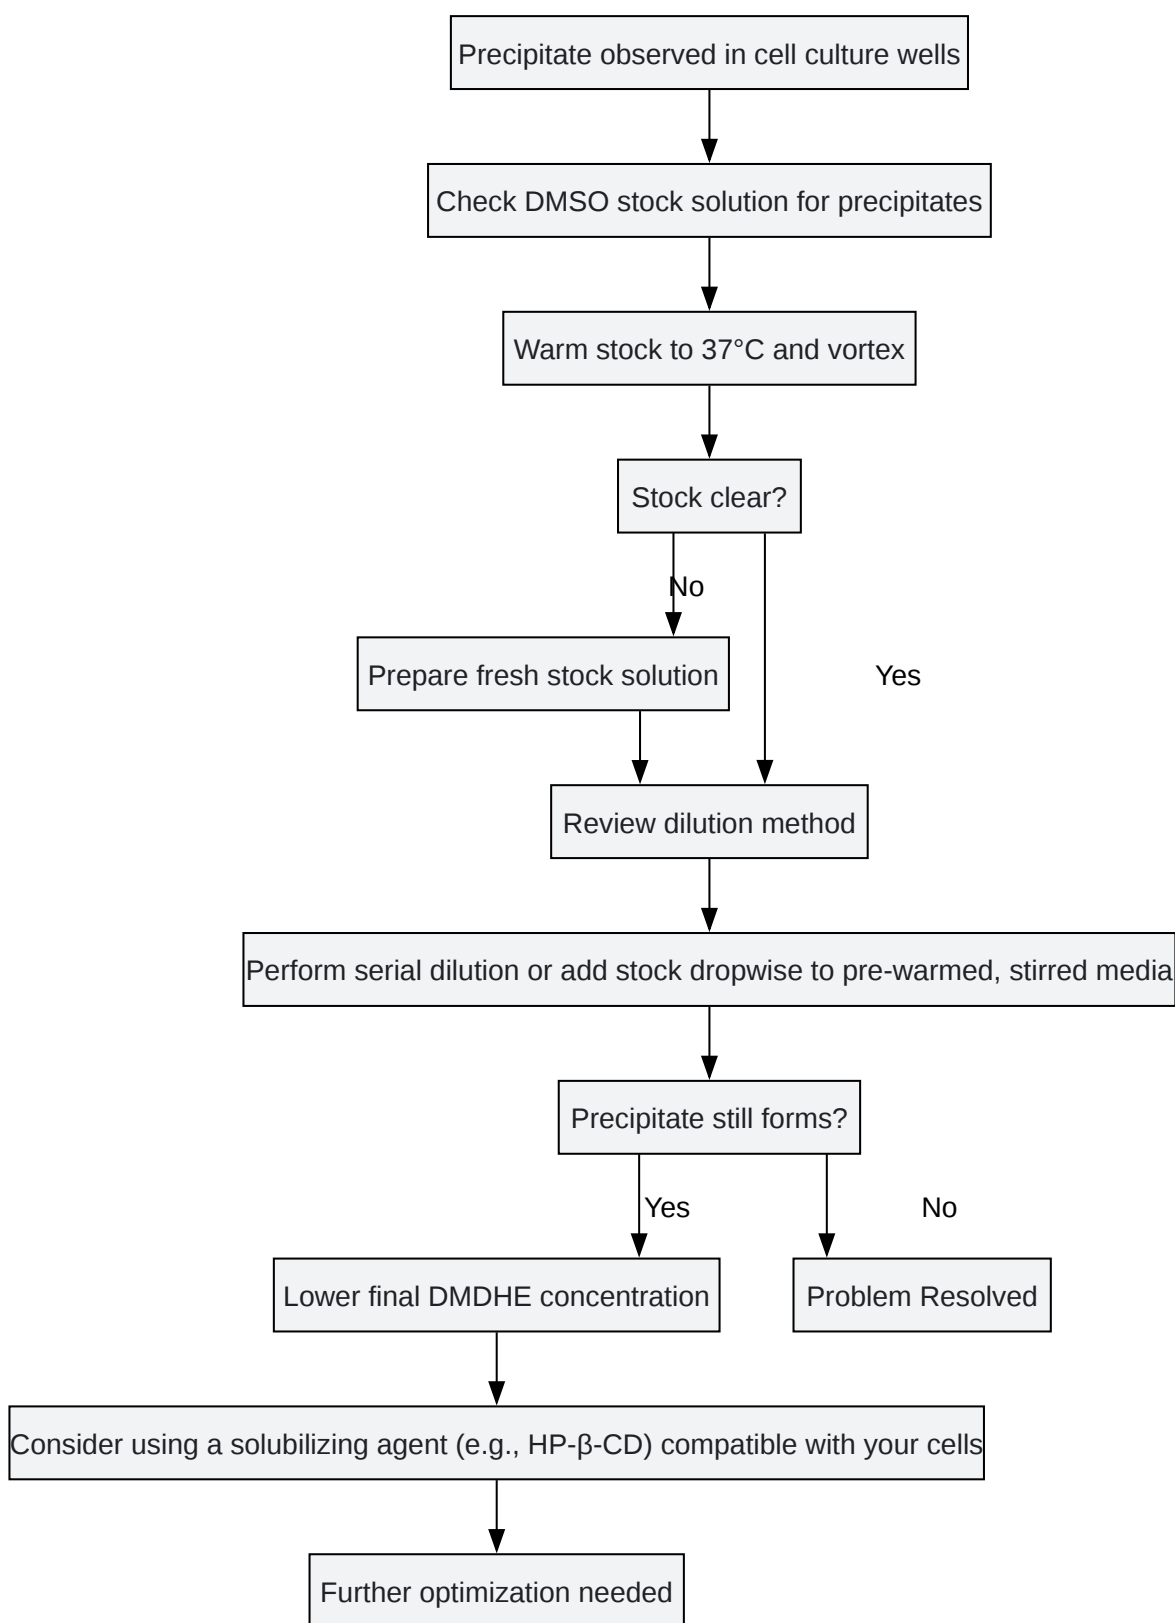 Precipitate observed in cell culture wells
Check DMSO stock solution for precipitates
Warm stock to 37°C and vortex
Stock clear?
No
Prepare fresh stock solution
Yes
Review dilution method
Perform serial dilution or add stock dropwise to pre-warmed, stirred media
Precipitate still forms?
Yes
No
Lower final DMDHE concentration
Problem Resolved
Consider using a solubilizing agent (e.g., HP-β-CD) compatible with your cells
Further optimization needed